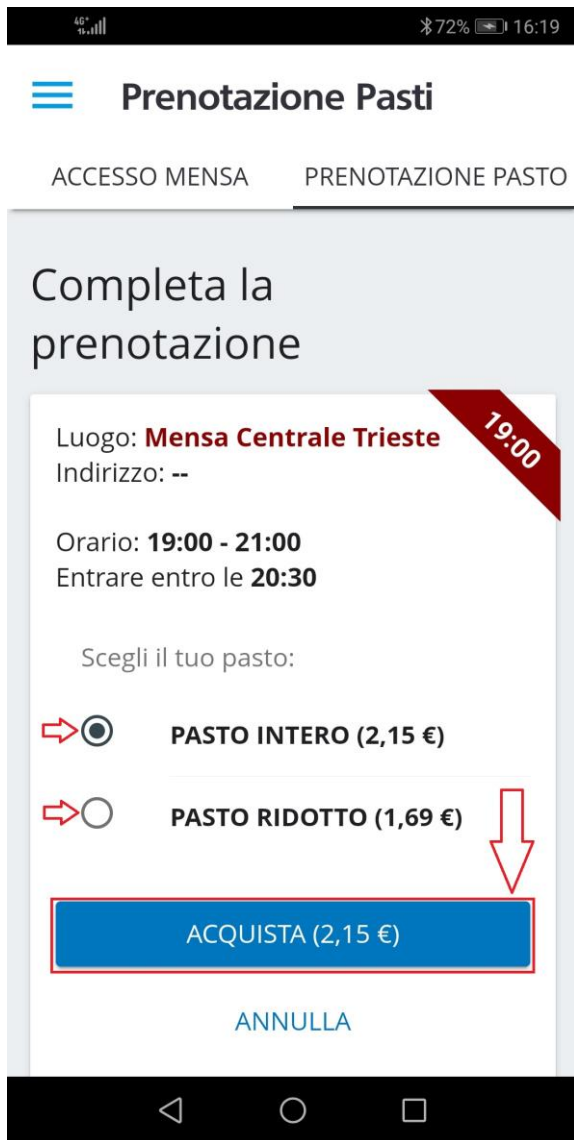 4G+
72% 16:19
Prenotazione Pasti
ACCESSO MENSA PRENOTAZIONE PASTO
Completa la
prenotazione
19:00
Luogo: Mensa Centrale Trieste
Indirizzo: --
Orario: 19:00 - 21:00
Entrare entro le 20:30
Scegli il tuo pasto:
PASTO INTERO (2,15 €)
PASTO RIDOTTO (1,69 €)
ACQUISTA (2,15 €)
ANNULLA